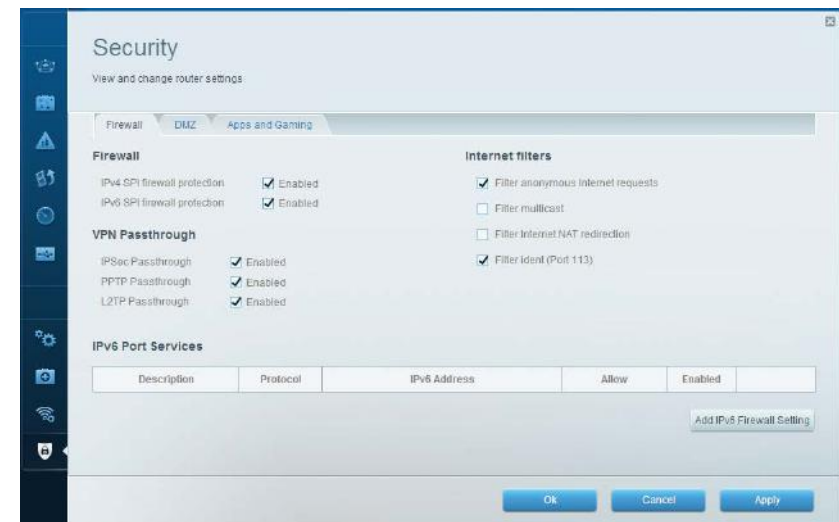 Security
View and change router settings
Firewall DMZ Apps and Gaming
Firewall
IPv4 SPI firewall protection Enabled
IPv6 SPI firewall protection Enabled
VPN Passthrough
IPSec Passthrough Enabled
PPTP Passthrough Enabled
L2TP Passthrough Enabled
Internet filters
Filter anonymous Internet requests
Filter multicast
Filter Internet NAT redirection
Filter ident (Port 113)
IPv6 Port Services
Description Protocol IPv6 Address Allow Enabled
Add IPv6 Firewall Setting
Ok Cancel Apply